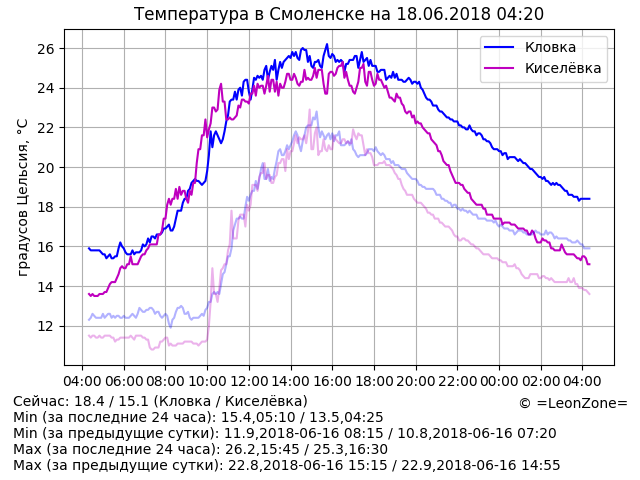 Температура в Смоленске на 18.06.2018 04:20
градусов Цельсия, °C
26
24
22
20
18
16
14
12
Кловка
Киселёвка
04:00 06:00 08:00 10:00 12:00 14:00 16:00 18:00 20:00 22:00 00:00 02:00 04:00
Сейчас: 18.4 / 15.1 (Кловка / Киселёвка)
© =LeonZone=
Min (за последние 24 часа): 15.4,05:10 / 13.5,04:25
Min (за предыдущие сутки): 11.9,2018-06-16 08:15 / 10.8,2018-06-16 07:20
Max (за последние 24 часа): 26.2,15:45 / 25.3,16:30
Max (за предыдущие сутки): 22.8,2018-06-16 15:15 / 22.9,2018-06-16 14:55